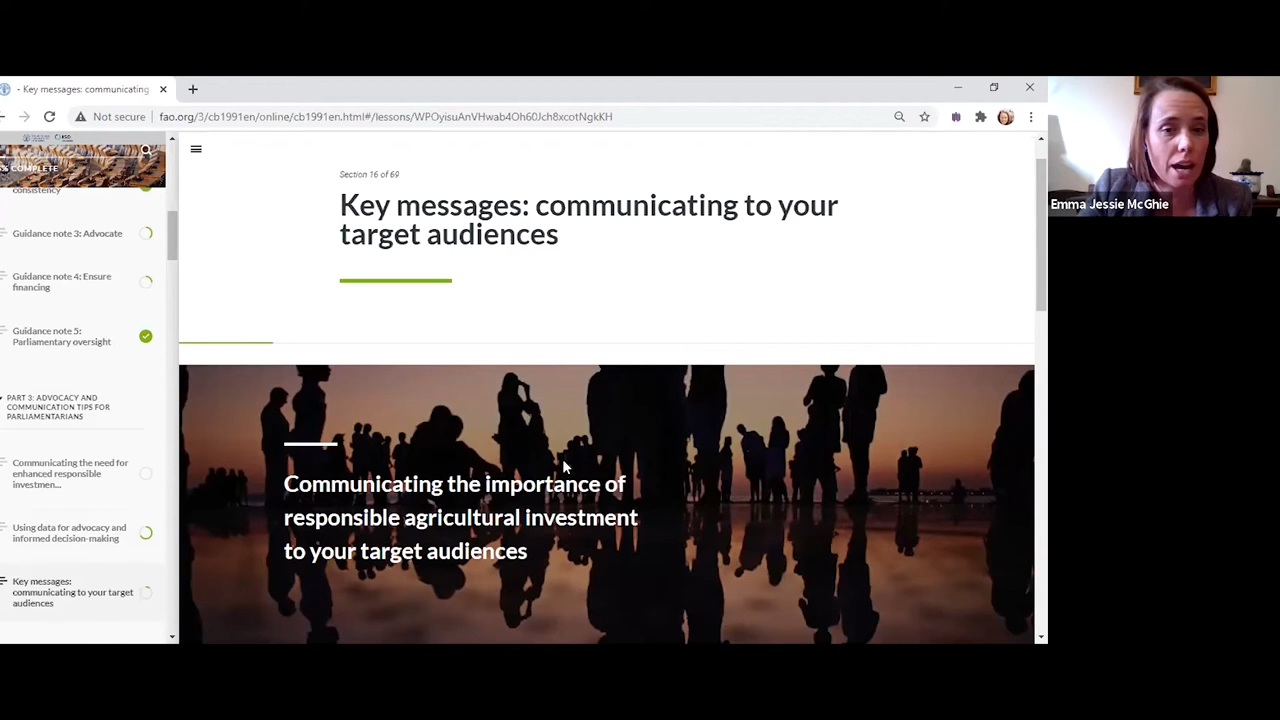 - Key messages: communicating
Not secure
fao.org/3/cb1991en/online/cb1991en.html#/lessons/WPOyisuAnVHwab4Oh60Jch8xcotNgkKH
% COMPLETE
consistency
Guidance note 3: Advocate
Guidance note 4: Ensure
financing
Guidance note 5:
Parliamentary oversight
PART 3: ADVOCACY AND
COMMUNICATION TIPS FOR
PARLIAMENTARIANS
Communicating the need for
enhanced responsible
investmen...
Using data for advocacy and
informed decision-making
Key messages:
communicating to your target
audiences
Section 16 of 69
Key messages: communicating to your
target audiences
Communicating the importance of
responsible agricultural investment
to your target audiences
Emma Jessie McGhie